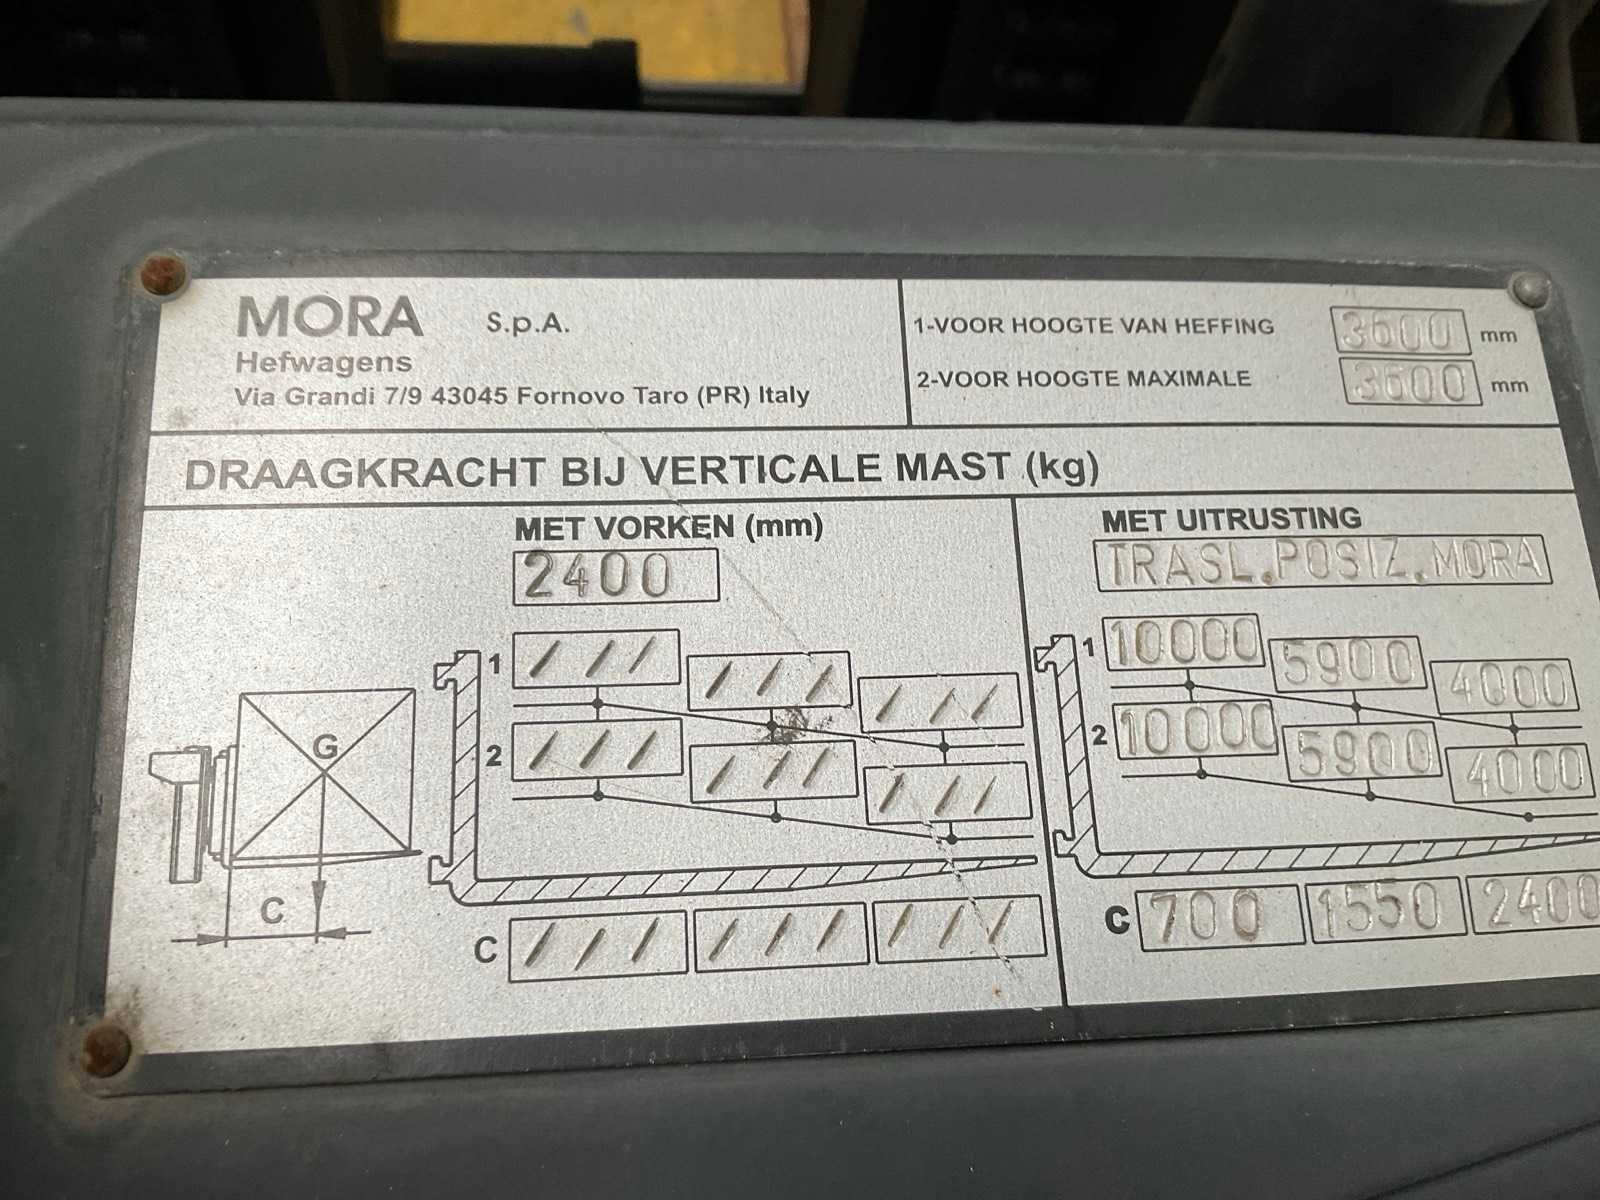 MORA S.p.A.
Hefwagens
Via Grandi 7/9 43045 Fornovo Taro (PR) Italy
1-VOOR HOOGTE VAN HEFFING 3600 mm
2-VOOR HOOGTE MAXIMALE 3600 mm
DRAAGKRACHT BIJ VERTICALE MAST (kg)
MET VORKEN (mm)
2400
1 / / / / / / / / /
2 / / / / / / / / /
G
C
C / / / / / / / / /
MET UITRUSTING
TRASL.POSIZ.MORA
1 10000 5900 4000
2 10000 5900 4000
C 700 1550 2400